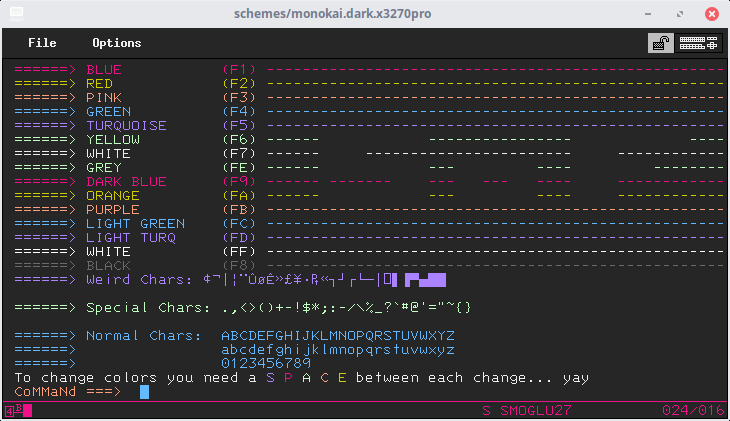 schemes/monokai.dark.x3270pro
File Options
======> BLUE (F1) ----------------------------------------------------------
======> RED (F2) ----------------------------------------------------------
======> PINK (F3) ----------------------------------------------------------
======> GREEN (F4) ----------------------------------------------------------
======> TURQUOISE (F5) ----------------------------------------------------------
======> YELLOW (F6) ------ --- --- ------
======> WHITE (F7) ------ ----------------------
======> GREY (FE) ------
======> DARK BLUE (F9)
======> ORANGE (FA)
======> PURPLE (FB)
======> LIGHT GREEN (FC) ----------------------------------------------------------
======> LIGHT TURQ (FD) ----------------------------------------------------------
======> WHITE (FF) ----------------------------------------------------------
======> BLACK (F8) ----------------------------------------------------------
======> Weird Chars:
======> Special Chars: .,<>()+-!$*;:-/\%_?`#@'="~{}
======> Normal Chars: ABCDEFGHIJKLMNOPQRSTUVWXYZ
======> abcdefghijklmnopqrstuvwxyz
======> 0123456789
To change colors you need a S P A C E between each change... yay
CoMMaNd ===>
4 B S SMOGLU27 024/016